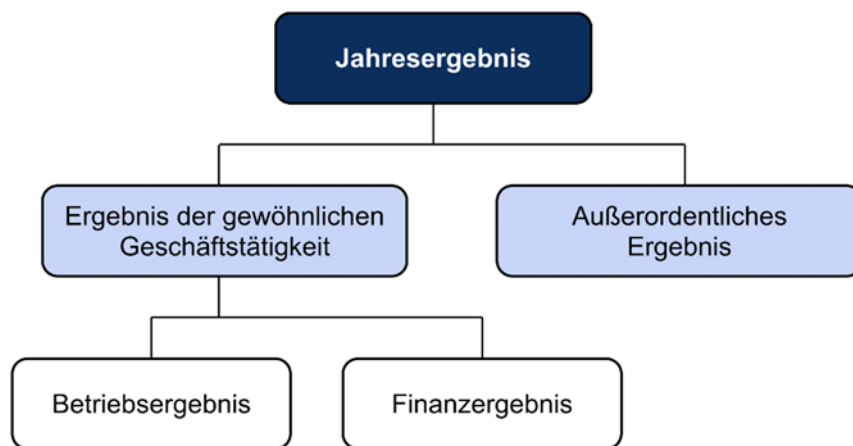 Jahresergebnis
Ergebnis der gewöhnlichen
Geschäftstätigkeit
Außerordentliches
Ergebnis
Betriebsergebnis
Finanzergebnis